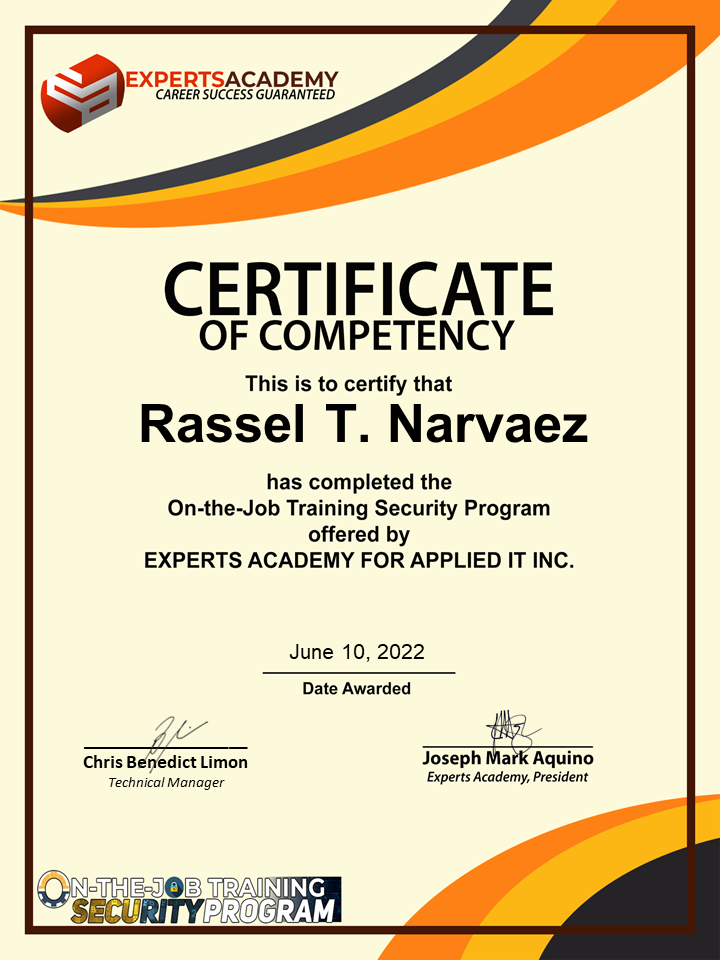 EXPERTSACADEMY
CAREER SUCCESS GUARANTEED
CERTIFICATE
OF COMPETENCY
This is to certify that
Rassel T. Narvaez
has completed the
On-the-Job Training Security Program
offered by
EXPERTS ACADEMY FOR APPLIED IT INC.
June 10, 2022
Date Awarded
Chris Benedict Limon
Technical Manager
Joseph Mark Aquino
Experts Academy, President
ON-THE-JOB TRAINING
SECURITY PROGRAM